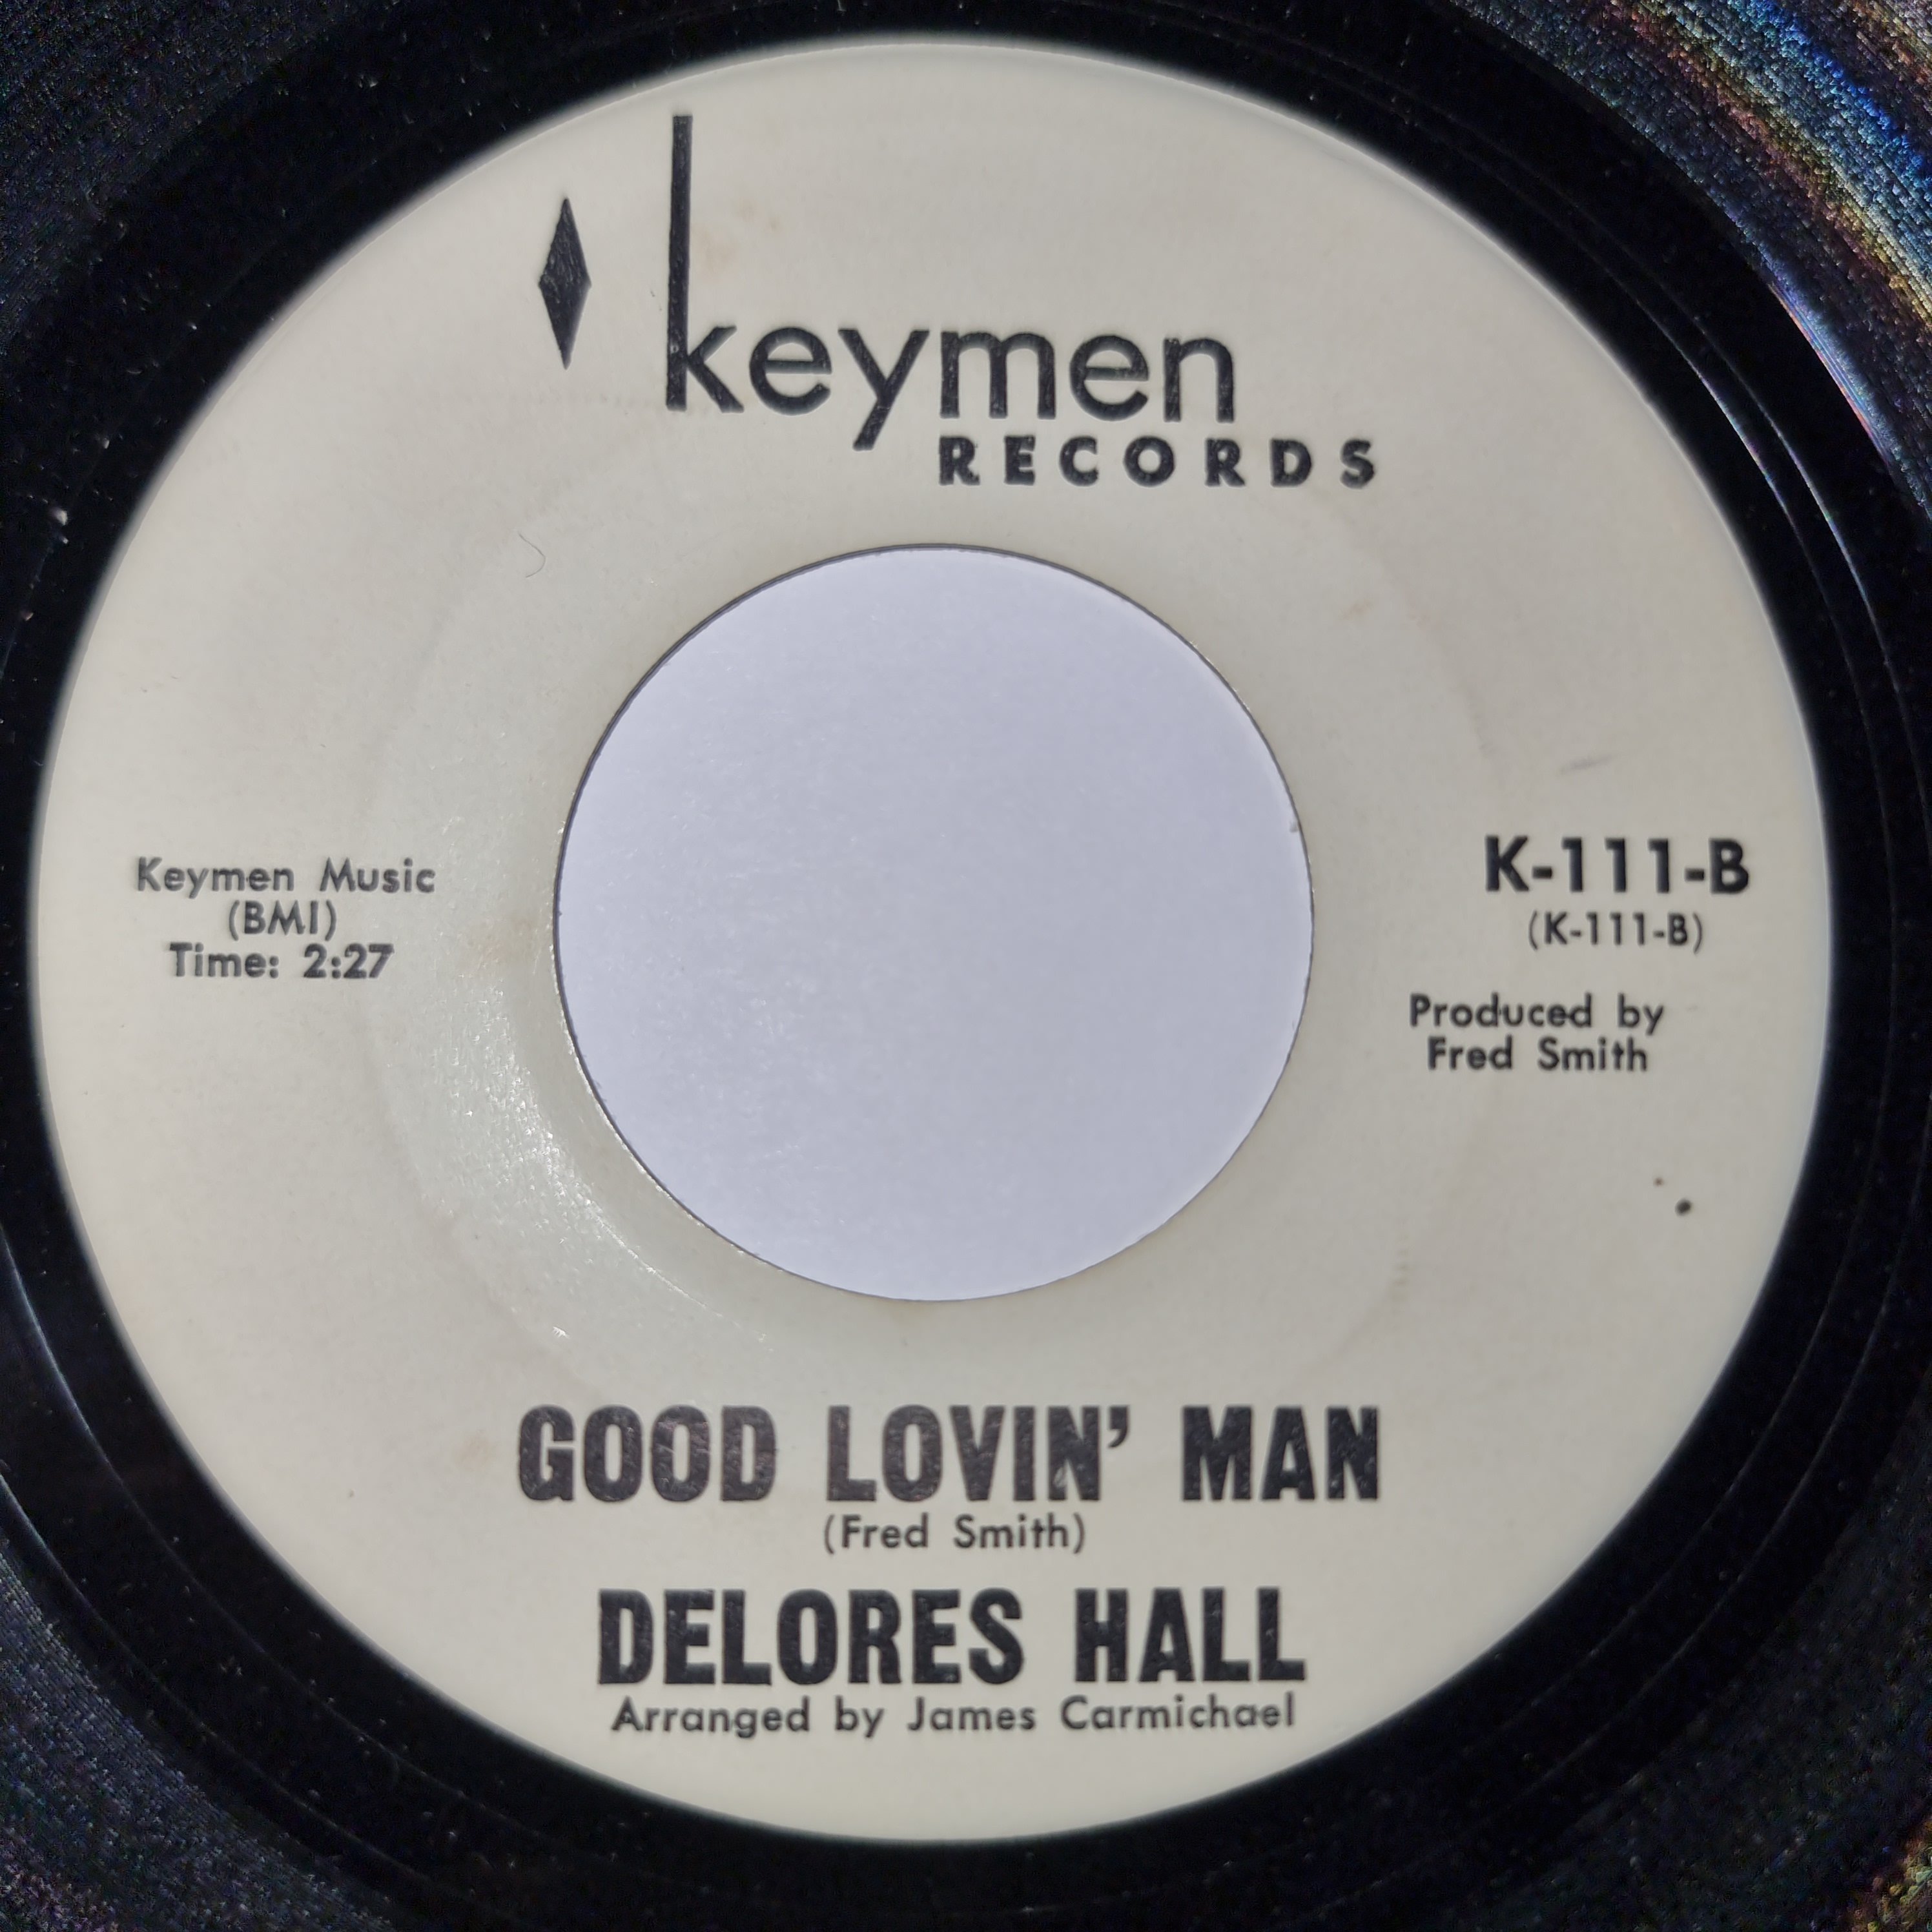 keymen
RECORDS
Keymen Music
(BMI)
Time: 2:27
K-111-B
(K-111-B)
Produced by
Fred Smith
GOOD LOVIN' MAN
(Fred Smith)
DELORES HALL
Arranged by James Carmichael